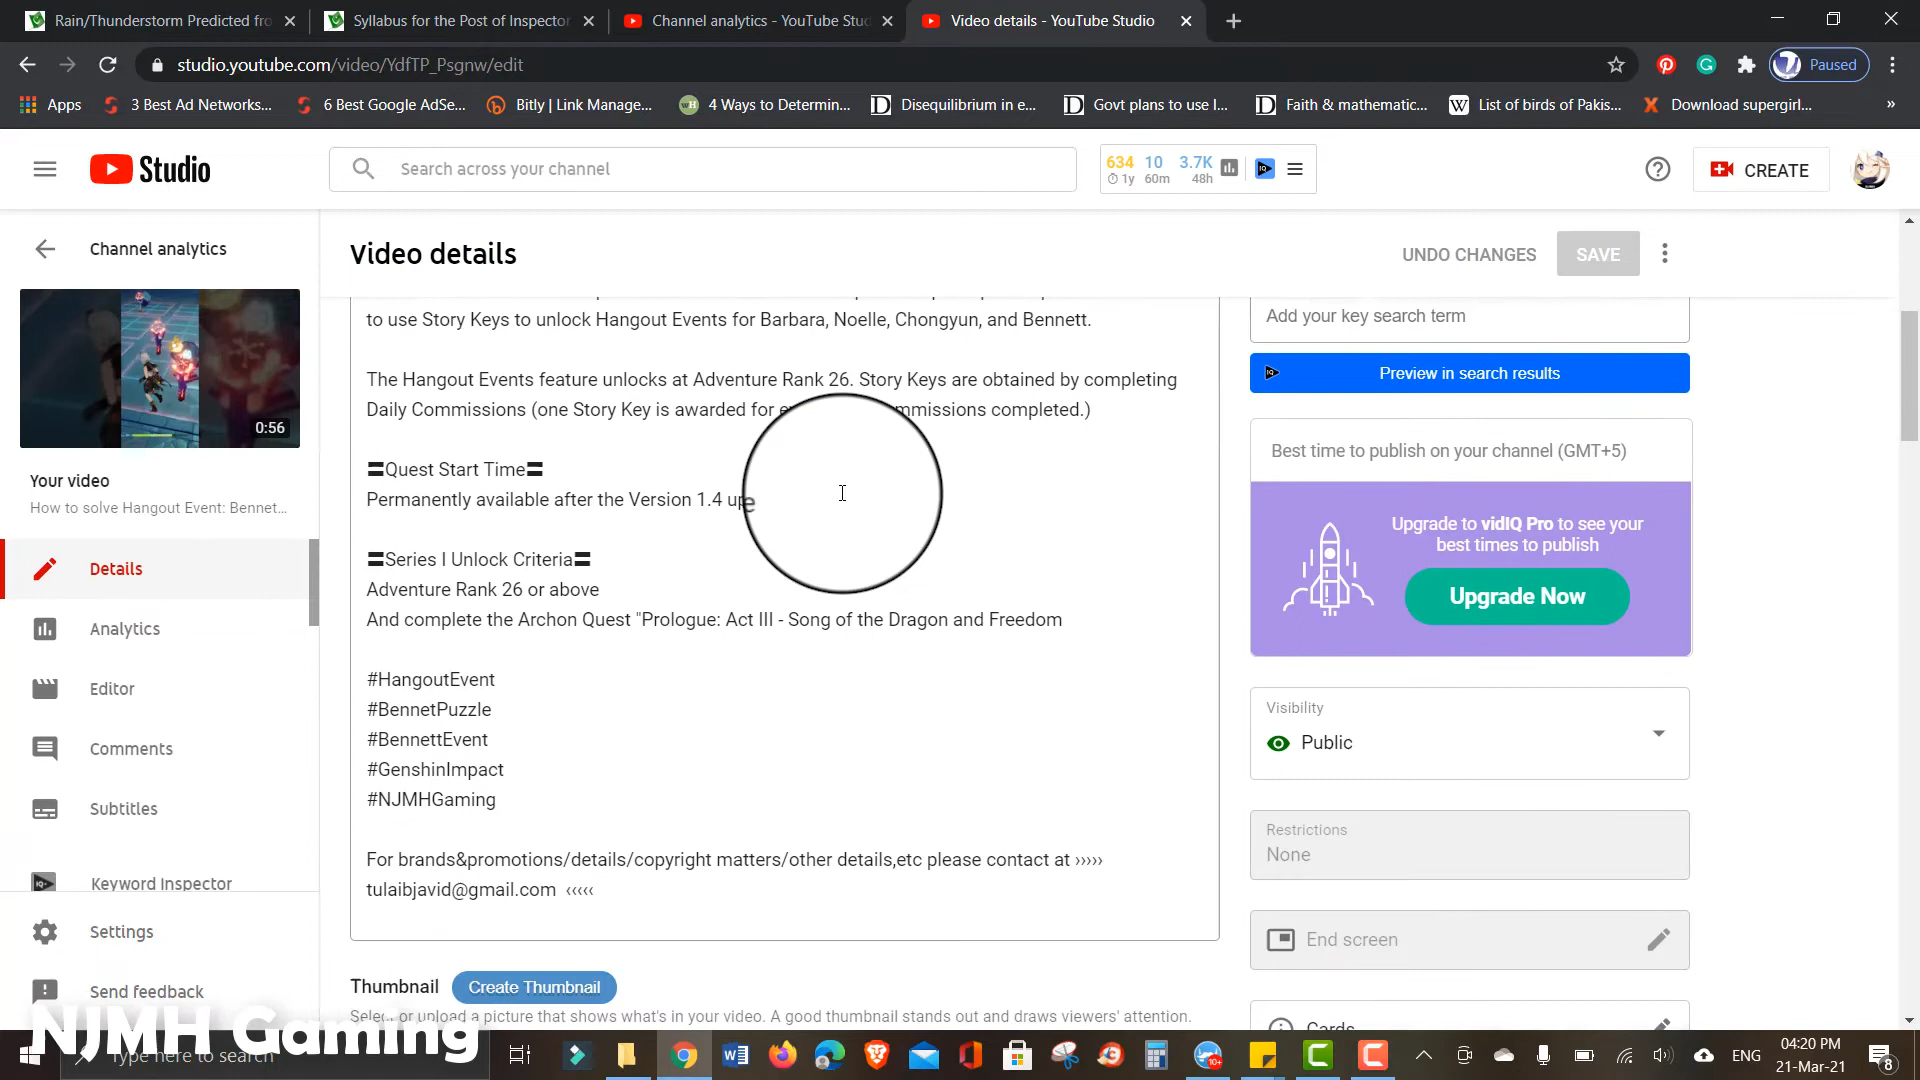 Rain/Thunderstorm Predicted fro
Syllabus for the Post of Inspector
Channel analytics - YouTube Stud
Video details - YouTube Studio
studio.youtube.com/video/YdfTP_Psgnw/edit
Paused
Apps
3 Best Ad Networks...
6 Best Google AdSe...
Bitly | Link Manage...
4 Ways to Determin...
Disequilibrium in e...
Govt plans to use I...
Faith & mathematic...
List of birds of Pakis...
Download supergirl...
Studio
Search across your channel
634 10 3.7K
1y 60m 48h
CREATE
Channel analytics
Video details
UNDO CHANGES
SAVE
0:56
Your video
How to solve Hangout Event: Bennet...
Details
Analytics
Editor
Comments
Subtitles
Keyword Inspector
Settings
Send feedback
to use Story Keys to unlock Hangout Events for Barbara, Noelle, Chongyun, and Bennett.
The Hangout Events feature unlocks at Adventure Rank 26. Story Keys are obtained by completing
Daily Commissions (one Story Key is awarded for mmissions completed.)
〓Quest Start Time〓
Permanently available after the Version 1.4 up
〓Series I Unlock Criteria〓
Adventure Rank 26 or above
And complete the Archon Quest "Prologue: Act III - Song of the Dragon and Freedom
#HangoutEvent
#BennetPuzzle
#BennettEvent
#GenshinImpact
#NJMHGaming
For brands&promotions/details/copyright matters/other details,etc please contact at ›››››
tulaibjavid@gmail.com ‹‹‹‹‹
Thumbnail
Create Thumbnail
Select or upload a picture that shows what's in your video. A good thumbnail stands out and draws viewers' attention.
Add your key search term
Preview in search results
Best time to publish on your channel (GMT+5)
Upgrade to vidIQ Pro to see your
best times to publish
Upgrade Now
Visibility
Public
Restrictions
None
End screen
Cards
NJMH Gaming
Type here to search
10+
ENG
04:20 PM
21-Mar-21
8